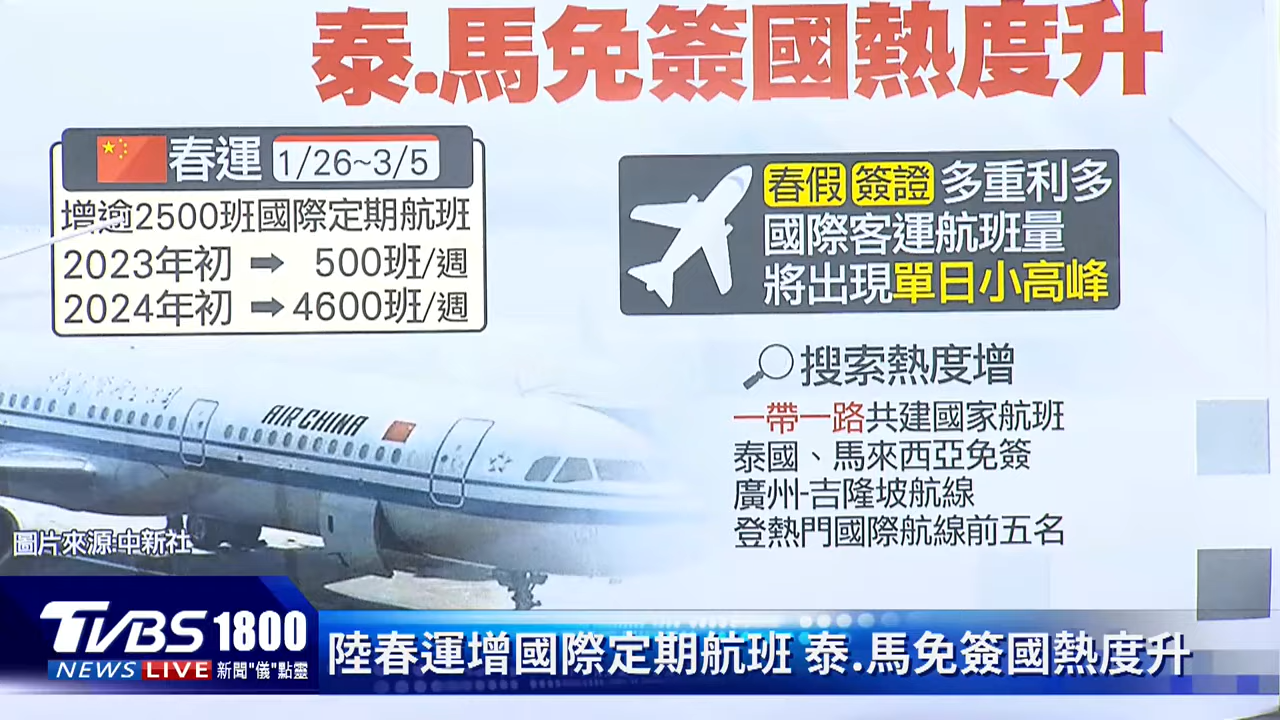 泰.馬免簽國熱度升
春運 1/26~3/5
增逾2500班國際定期航班
2023年初 ➡ 500班/週
2024年初 ➡ 4600班/週
春假 簽證 多重利多
國際客運航班量
將出現單日小高峰
搜索熱度增
一帶一路共建國家航班
泰國、馬來西亞免簽
廣州-吉隆坡航線
登熱門國際航線前五名
AIR CHINA
圖片來源:中新社
TVBS 1800
NEWS LIVE 新聞"儀"點靈
陸春運增國際定期航班 泰.馬免簽國熱度升